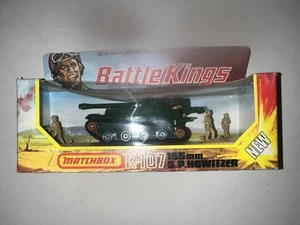 BattleKings
MATCHBOX K-107 155mm. S.P. HOWITZER
NEW